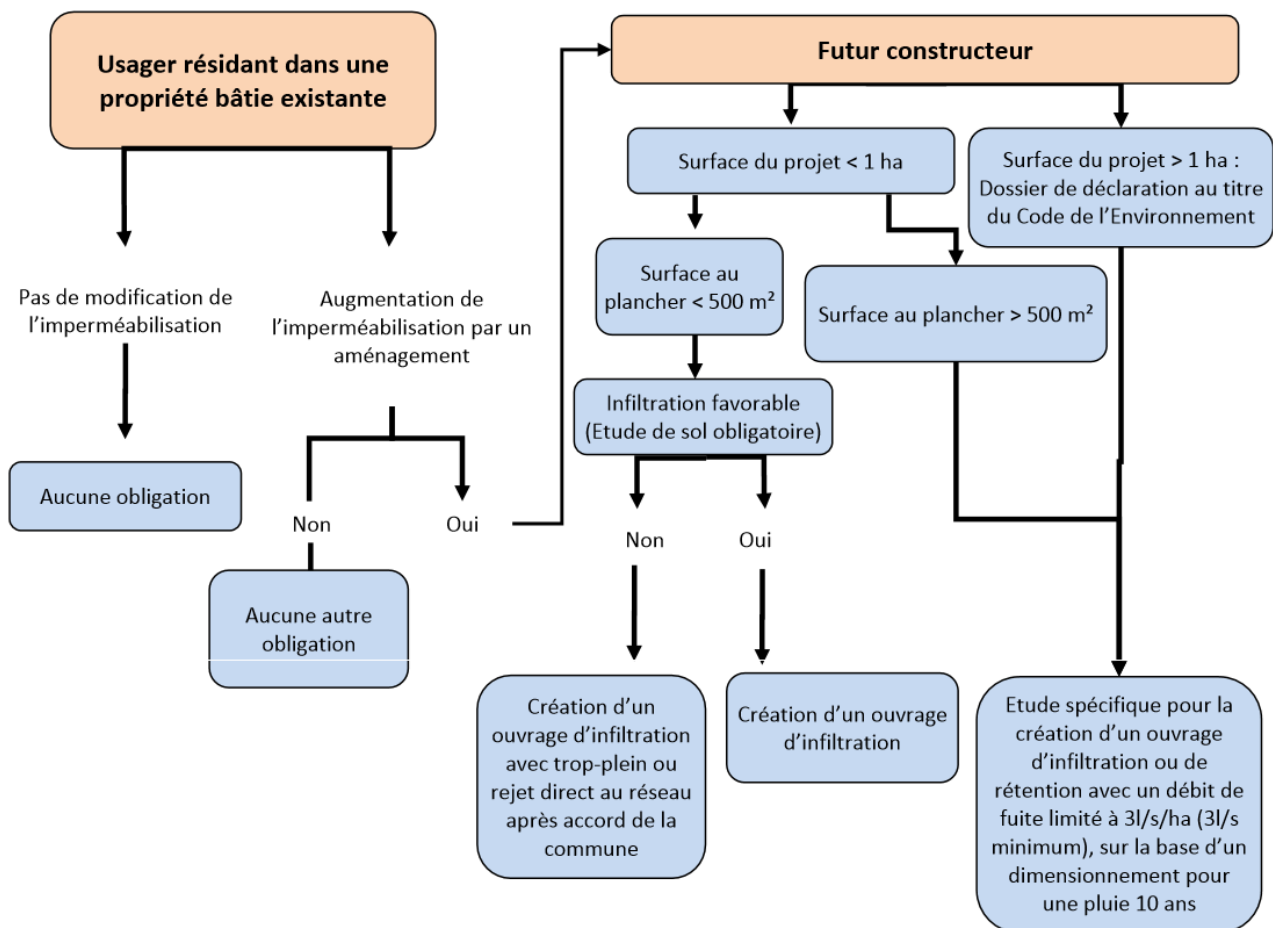 Usager résidant dans une
propriété bâtie existante
Pas de modification de
l'imperméabilisation
Aucune obligation
Augmentation de
l'imperméabilisation par un
aménagement
Non
Oui
Aucune autre
obligation
Futur constructeur
Surface du projet < 1 ha
Surface du projet > 1 ha :
Dossier de déclaration au titre
du Code de l'Environnement
Surface au
plancher < 500 m²
Surface au plancher > 500 m²
Infiltration favorable
(Etude de sol obligatoire)
Non
Oui
Création d'un
ouvrage d'infiltration
avec trop-plein ou
rejet direct au réseau
après accord de la
commune
Création d'un ouvrage
d'infiltration
Etude spécifique pour la
création d'un ouvrage
d'infiltration ou de
rétention avec un débit de
fuite limité à 3l/s/ha (3l/s
minimum), sur la base d'un
dimensionnement pour
une pluie 10 ans